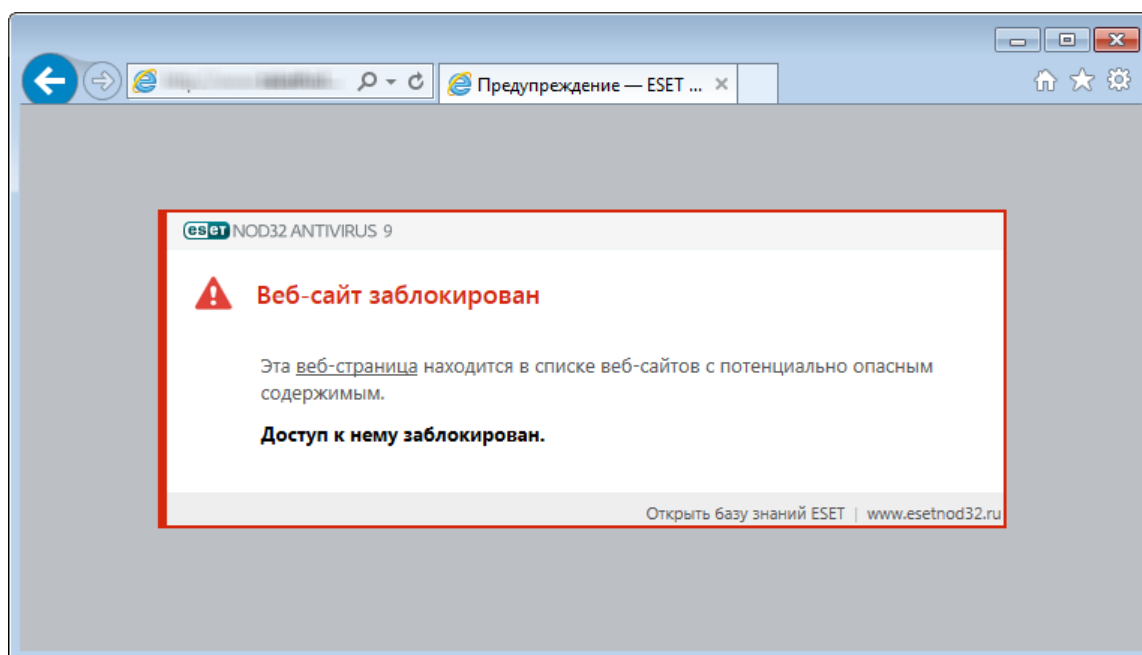 Предупреждение — ESET ...
eset NOD32 ANTIVIRUS 9
Веб-сайт заблокирован
Эта веб-страница находится в списке веб-сайтов с потенциально опасным
содержимым.
Доступ к нему заблокирован.
Открыть базу знаний ESET | www.esetnod32.ru